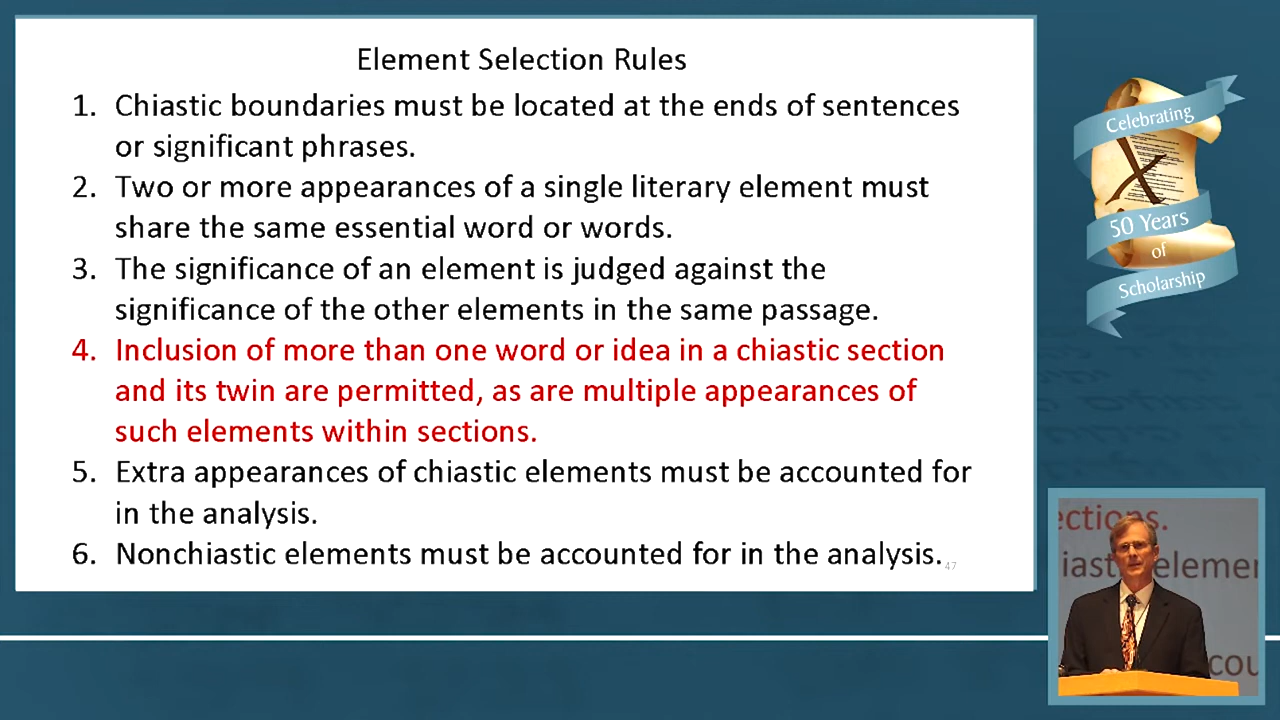 Element Selection Rules
1. Chiastic boundaries must be located at the ends of sentences
or significant phrases.
2. Two or more appearances of a single literary element must
share the same essential word or words.
3. The significance of an element is judged against the
significance of the other elements in the same passage.
4. Inclusion of more than one word or idea in a chiastic section
and its twin are permitted, as are multiple appearances of
such elements within sections.
5. Extra appearances of chiastic elements must be accounted for
in the analysis.
6. Nonchiastic elements must be accounted for in the analysis.
47
Celebrating
50 Years
of
Scholarship
ections.
iast elemen
cou